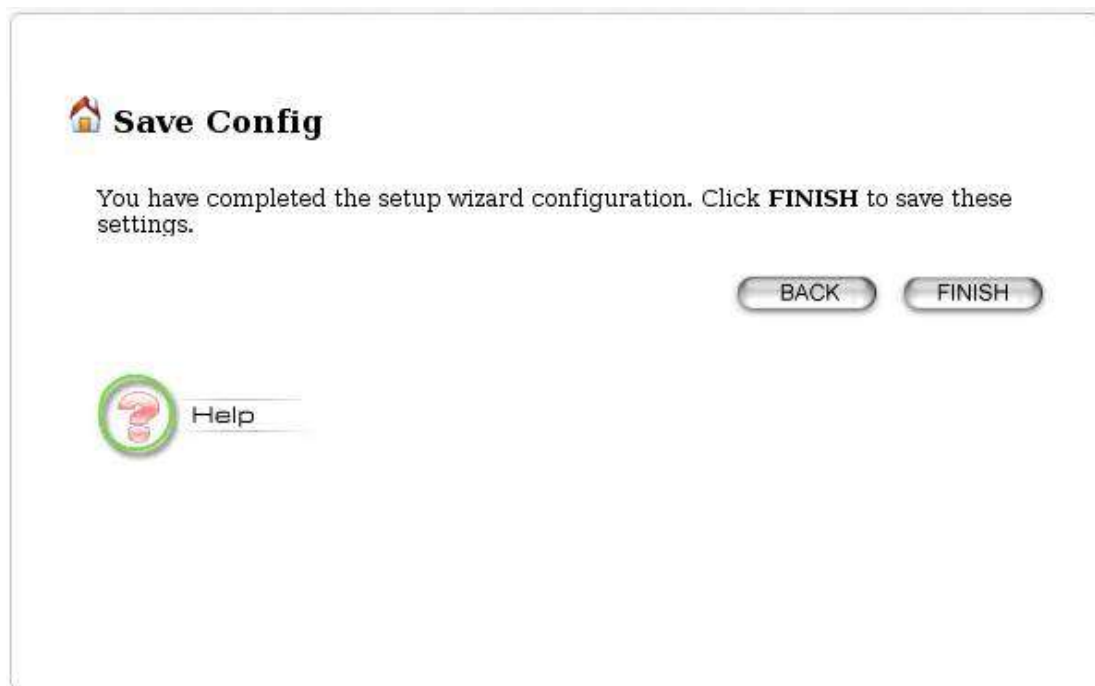 Save Config
You have completed the setup wizard configuration. Click FINISH to save these
settings.
BACK FINISH
Help